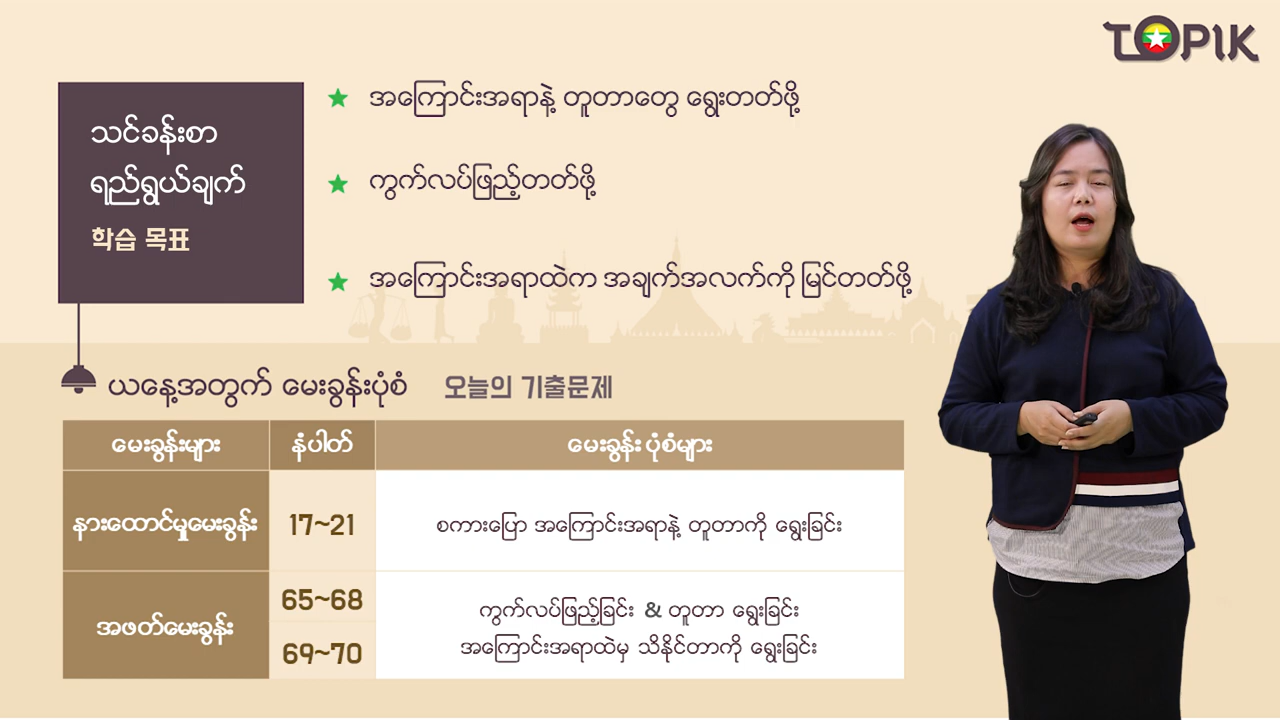 TOPIK
သင်ခန်းစာ
ရည်ရွယ်ချက်
학습 목표
အကြောင်းအရာနဲ့ တူတာတွေ ရွေးတတ်ဖို့
ကွက်လပ်ဖြည့်တတ်ဖို့
အကြောင်းအရာထဲက အချက်အလက်ကို မြင်တတ်ဖို့
ယနေ့အတွက် မေးခွန်းပုံစံ 오늘의 기출문제
မေးခွန်းများ နံပါတ် မေးခွန်း ပုံစံများ
နားထောင်မှုမေးခွန်း 17~21 စကားပြော အကြောင်းအရာနဲ့ တူတာကို ရွေးခြင်း
အဖတ်မေးခွန်း
65~68
69~70
ကွက်လပ်ဖြည့်ခြင်း & တူတာ ရွေးခြင်း
အကြောင်းအရာထဲမှ သိနိုင်တာကို ရွေးခြင်း